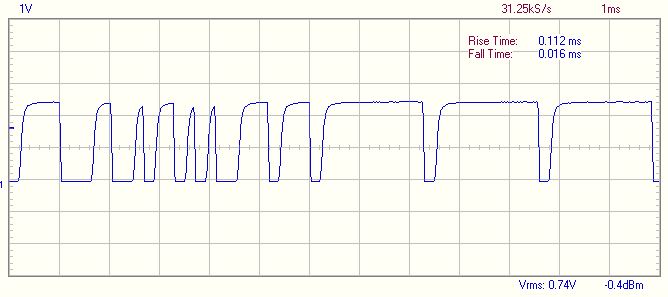 1V 31.25kS/s 1ms
Rise Time: 0.112 ms
Fall Time: 0.016 ms
1
Vrms: 0.74V -0.4dBm